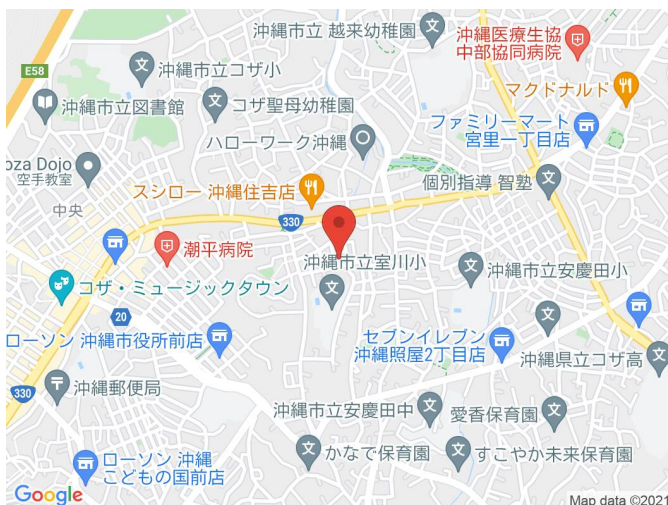 沖縄市立 越来幼稚園
沖縄医療生協
中部協同病院
E58
沖縄市立コザ小
マクドナルド
沖縄市立図書館
コザ聖母幼稚園
ファミリーマート
宮里一丁目店
ハローワーク沖縄
oza Dojo
空手教室
スシロー 沖縄住吉店
個別指導 智塾
中央
330
潮平病院
沖縄市立室川小
沖縄市立安慶田小
コザ・ミュージックタウン
20
ローソン 沖縄市役所前店
セブンイレブン
沖縄照屋2丁目店
沖縄県立コザ高
330
沖縄郵便局
沖縄市立安慶田中
愛香保育園
かなで保育園
すこやか未来保育園
ローソン 沖縄
こどもの国前店
Google
Map data ©2021